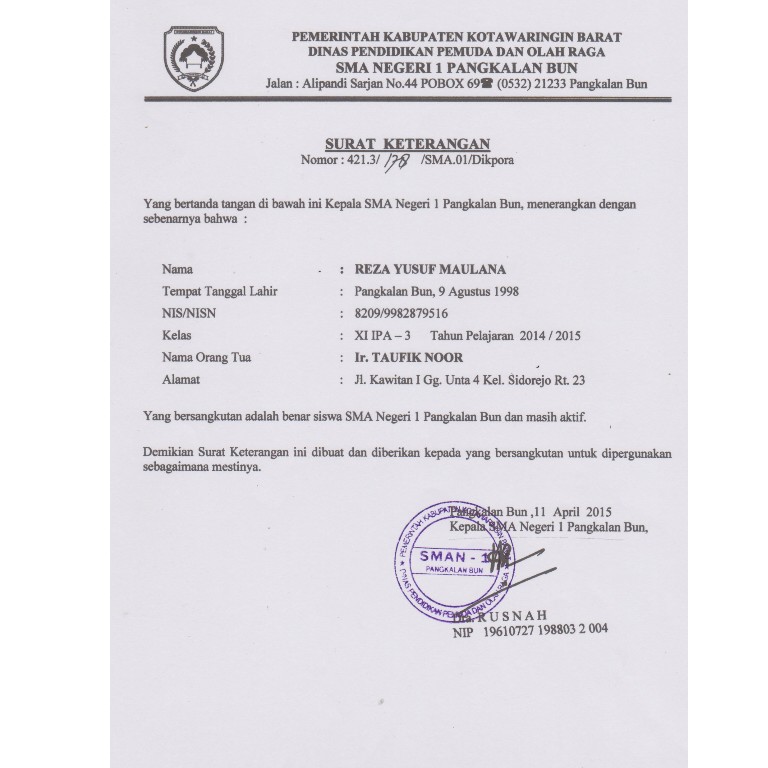 PEMERINTAH KABUPATEN KOTAWARINGIN BARAT
DINAS PENDIDIKAN PEMUDA DAN OLAH RAGA
SMA NEGERI 1 PANGKALAN BUN
Jalan : Alipandi Sarjan No.44 POBOX 69☎ (0532) 21233 Pangkalan Bun
SURAT KETERANGAN
Nomor : 421.3/ 178 /SMA.01/Dikpora
Yang bertanda tangan di bawah ini Kepala SMA Negeri 1 Pangkalan Bun, menerangkan dengan
sebenarnya bahwa :
Nama : REZA YUSUF MAULANA
Tempat Tanggal Lahir : Pangkalan Bun, 9 Agustus 1998
NIS/NISN : 8209/9982879516
Kelas : XI IPA – 3 Tahun Pelajaran 2014 / 2015
Nama Orang Tua : Ir. TAUFIK NOOR
Alamat : Jl. Kawitan I Gg. Unta 4 Kel. Sidorejo Rt. 23
Yang bersangkutan adalah benar siswa SMA Negeri 1 Pangkalan Bun dan masih aktif.
Demikian Surat Keterangan ini dibuat dan diberikan kepada yang bersangkutan untuk dipergunakan
sebagaimana mestinya.
Pangkalan Bun ,11 April 2015
Kepala SMA Negeri 1 Pangkalan Bun,
PEMERINTAH KABUPATEN KOTAWARINGIN BARAT
SMAN - 1
PANGKALAN BUN
DINAS PENDIDIKAN PEMUDA DAN OLAH RAGA
Dra. R U S N A H
NIP 19610727 198803 2 004